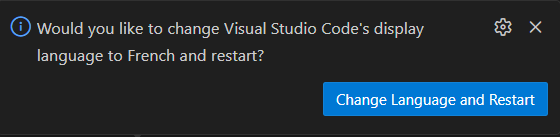 Would you like to change Visual Studio Code's display
language to French and restart?
Change Language and Restart